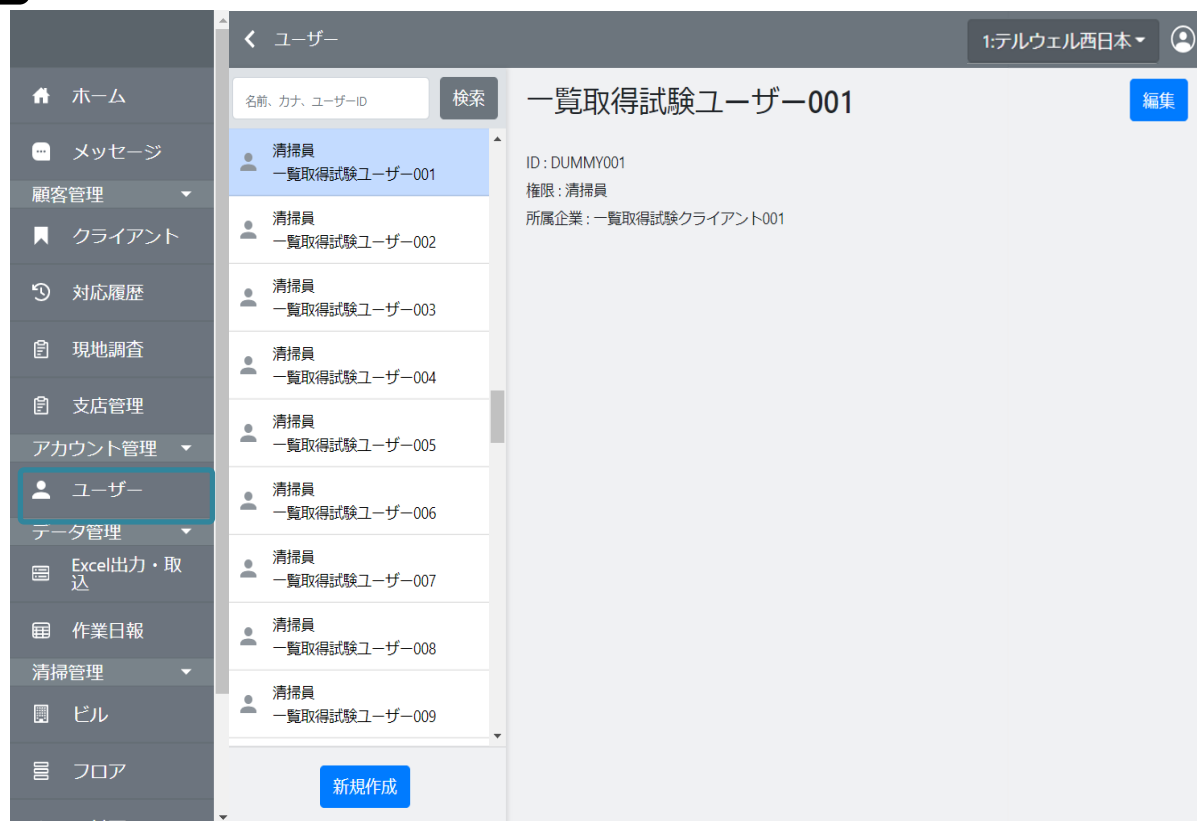 ユーザー
1:テルウェル西日本
ホーム
メッセージ
顧客管理
クライアント
対応履歴
現地調査
支店管理
アカウント管理
ユーザー
データ管理
Excel出力・取
込
作業日報
清掃管理
ビル
フロア
名前、カナ、ユーザーID
検索
清掃員
一覧取得試験ユーザー001
清掃員
一覧取得試験ユーザー002
清掃員
一覧取得試験ユーザー003
清掃員
一覧取得試験ユーザー004
清掃員
一覧取得試験ユーザー005
清掃員
一覧取得試験ユーザー006
清掃員
一覧取得試験ユーザー007
清掃員
一覧取得試験ユーザー008
清掃員
一覧取得試験ユーザー009
新規作成
一覧取得試験ユーザー001
編集
ID : DUMMY001
権限 : 清掃員
所属企業 : 一覧取得試験クライアント001